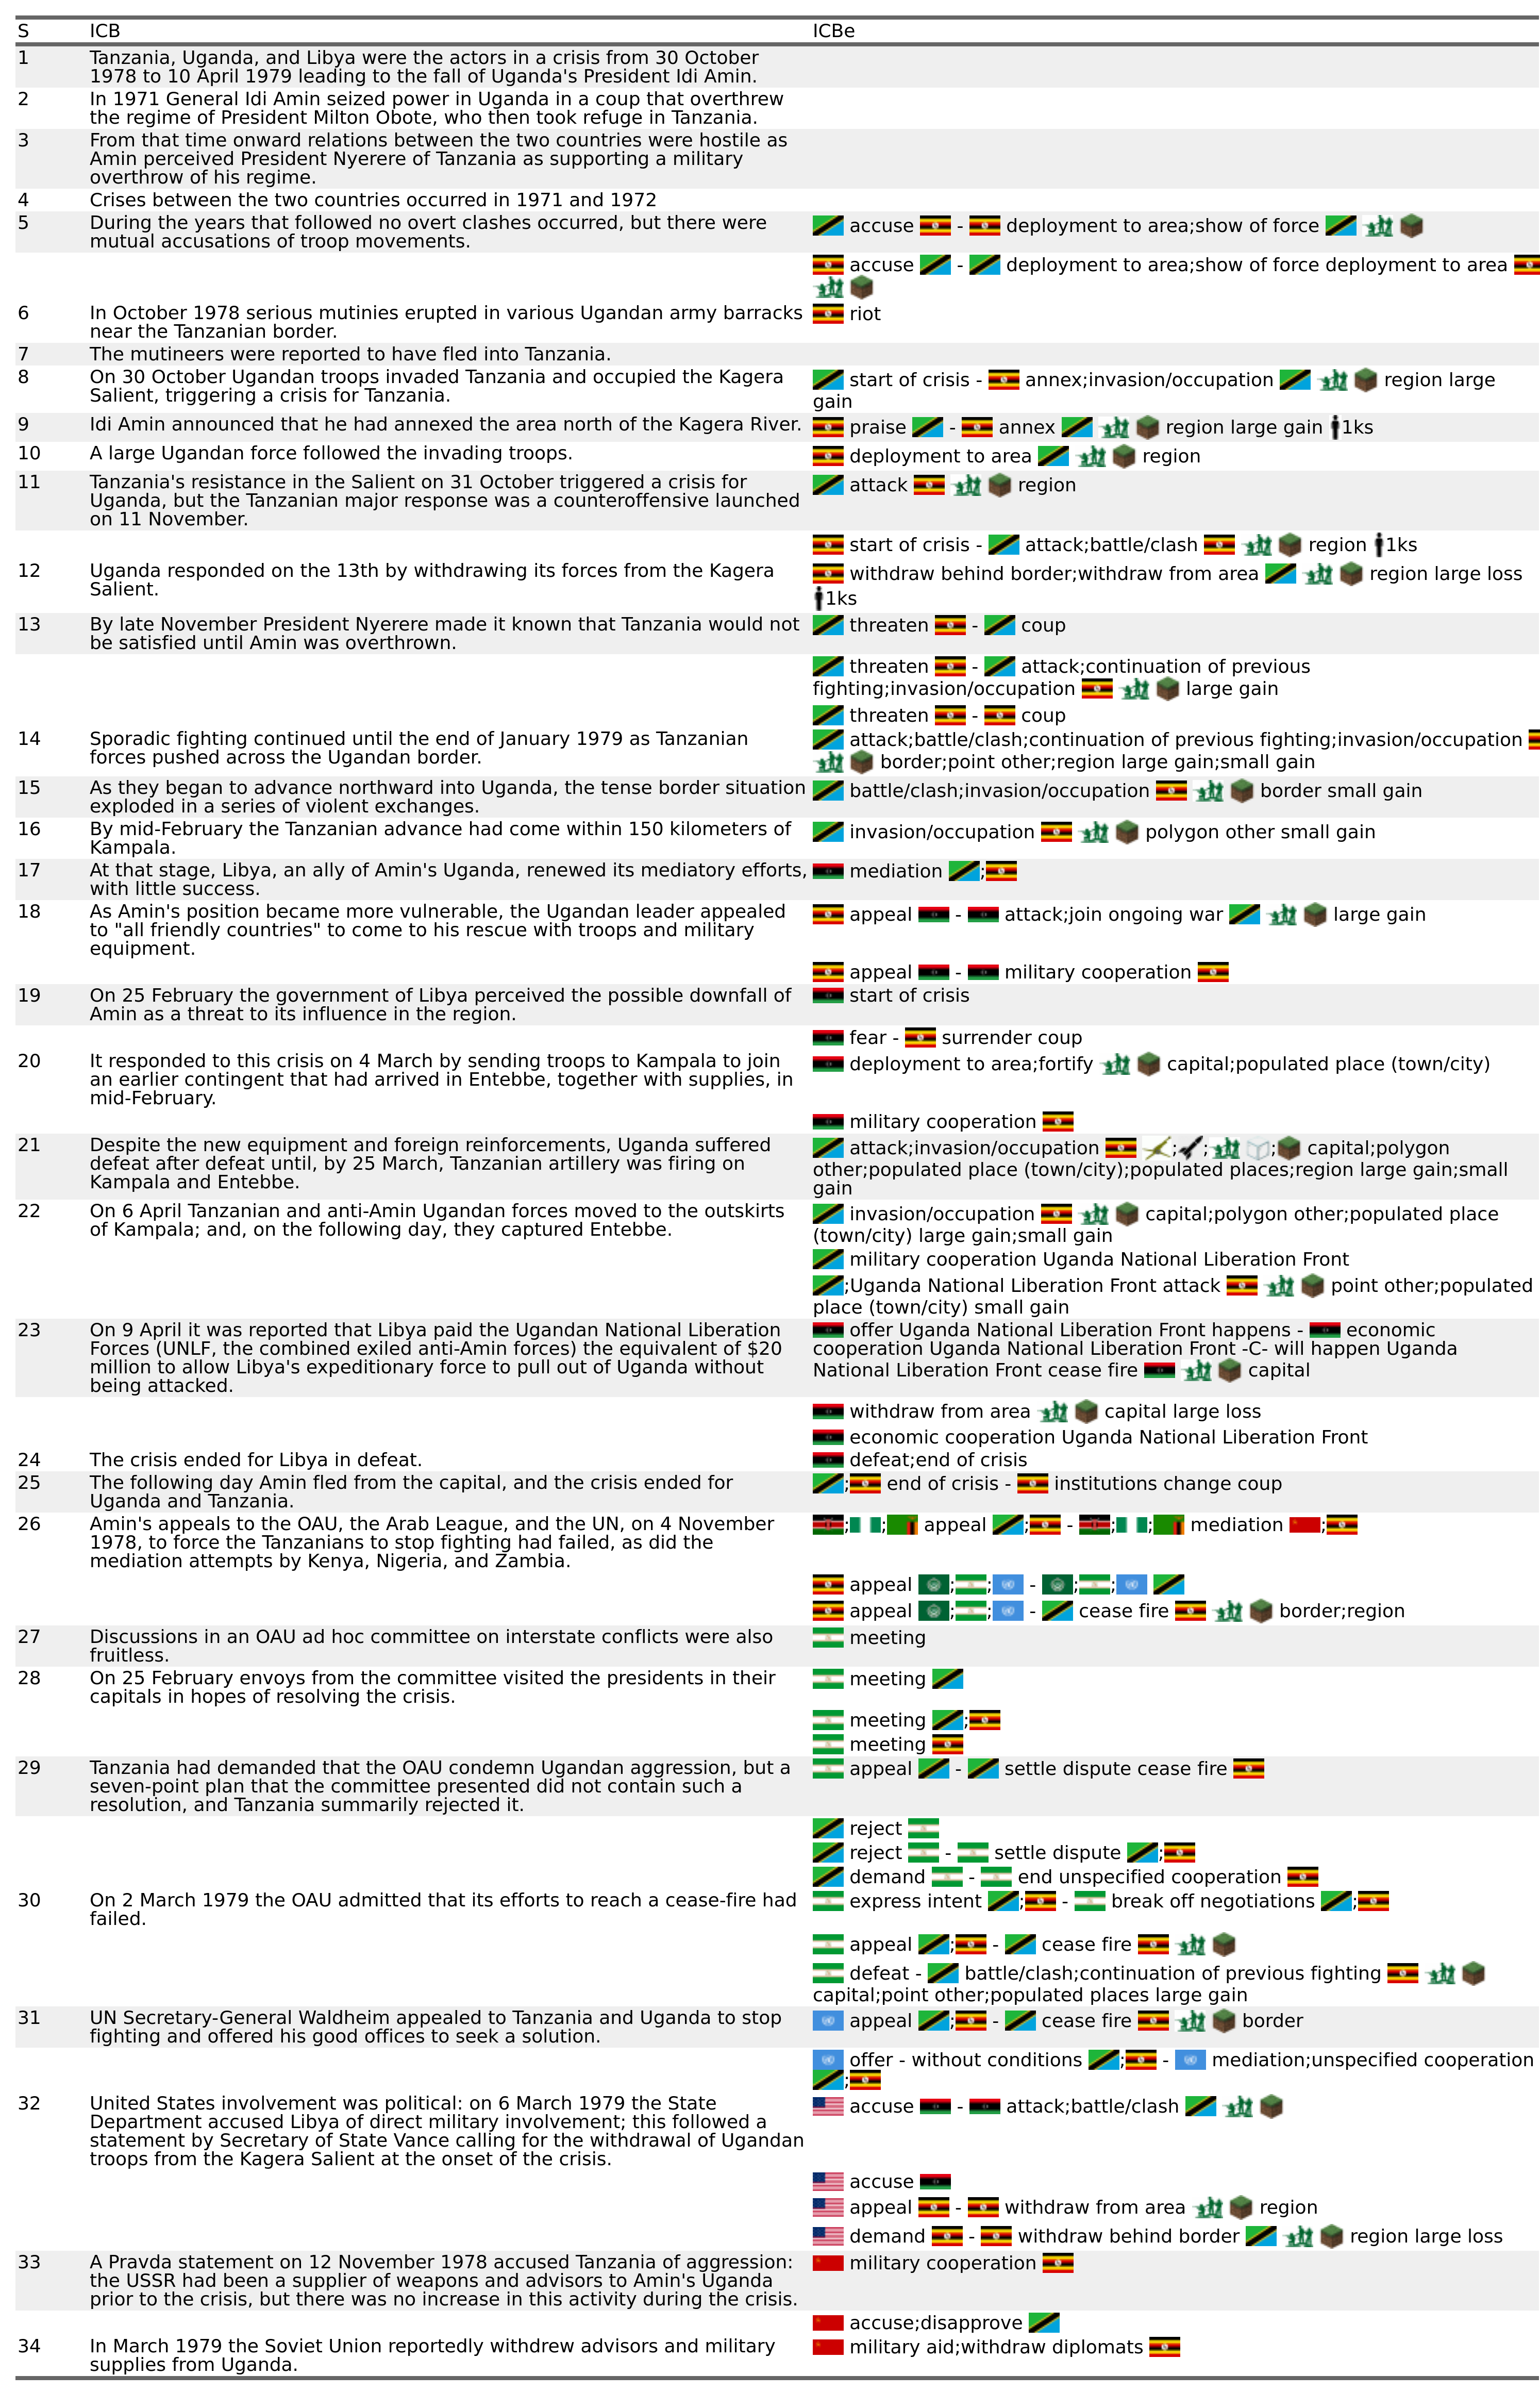 S ICB ICBe
1 Tanzania, Uganda, and Libya were the actors in a crisis from 30 October
1978 to 10 April 1979 leading to the fall of Uganda's President Idi Amin.
2 In 1971 General Idi Amin seized power in Uganda in a coup that overthrew
the regime of President Milton Obote, who then took refuge in Tanzania.
3 From that time onward relations between the two countries were hostile as
Amin perceived President Nyerere of Tanzania as supporting a military
overthrow of his regime.
4 Crises between the two countries occurred in 1971 and 1972
5 During the years that followed no overt clashes occurred, but there were
mutual accusations of troop movements.
accuse - deployment to area;show of force
accuse - deployment to area;show of force deployment to area
6 In October 1978 serious mutinies erupted in various Ugandan army barracks
near the Tanzanian border.
riot
7 The mutineers were reported to have fled into Tanzania.
8 On 30 October Ugandan troops invaded Tanzania and occupied the Kagera
Salient, triggering a crisis for Tanzania.
start of crisis - annex;invasion/occupation region large
gain
9 Idi Amin announced that he had annexed the area north of the Kagera River.
praise - annex region large gain 1ks
10 A large Ugandan force followed the invading troops.
deployment to area region
11 Tanzania's resistance in the Salient on 31 October triggered a crisis for
Uganda, but the Tanzanian major response was a counteroffensive launched
on 11 November.
attack region
start of crisis - attack;battle/clash region 1ks
12 Uganda responded on the 13th by withdrawing its forces from the Kagera
Salient.
withdraw behind border;withdraw from area region large loss
1ks
13 By late November President Nyerere made it known that Tanzania would not
be satisfied until Amin was overthrown.
threaten - coup
threaten - attack;continuation of previous
fighting;invasion/occupation large gain
threaten - coup
14 Sporadic fighting continued until the end of January 1979 as Tanzanian
forces pushed across the Ugandan border.
attack;battle/clash;continuation of previous fighting;invasion/occupation
border;point other;region large gain;small gain
15 As they began to advance northward into Uganda, the tense border situation
exploded in a series of violent exchanges.
battle/clash;invasion/occupation border small gain
16 By mid-February the Tanzanian advance had come within 150 kilometers of
Kampala.
invasion/occupation polygon other small gain
17 At that stage, Libya, an ally of Amin's Uganda, renewed its mediatory efforts,
with little success.
mediation ;
18 As Amin's position became more vulnerable, the Ugandan leader appealed
to "all friendly countries" to come to his rescue with troops and military
equipment.
appeal - attack;join ongoing war large gain
appeal - military cooperation
19 On 25 February the government of Libya perceived the possible downfall of
Amin as a threat to its influence in the region.
start of crisis
fear - surrender coup
20 It responded to this crisis on 4 March by sending troops to Kampala to join
an earlier contingent that had arrived in Entebbe, together with supplies, in
mid-February.
deployment to area;fortify capital;populated place (town/city)
military cooperation
21 Despite the new equipment and foreign reinforcements, Uganda suffered
defeat after defeat until, by 25 March, Tanzanian artillery was firing on
Kampala and Entebbe.
attack;invasion/occupation ; ; ; capital;polygon
other;populated place (town/city);populated places;region large gain;small
gain
22 On 6 April Tanzanian and anti-Amin Ugandan forces moved to the outskirts
of Kampala; and, on the following day, they captured Entebbe.
invasion/occupation capital;polygon other;populated place
(town/city) large gain;small gain
military cooperation Uganda National Liberation Front
;Uganda National Liberation Front attack point other;populated
place (town/city) small gain
23 On 9 April it was reported that Libya paid the Ugandan National Liberation
Forces (UNLF, the combined exiled anti-Amin forces) the equivalent of $20
million to allow Libya's expeditionary force to pull out of Uganda without
being attacked.
offer Uganda National Liberation Front happens - economic
cooperation Uganda National Liberation Front -C- will happen Uganda
National Liberation Front cease fire capital
withdraw from area capital large loss
economic cooperation Uganda National Liberation Front
24 The crisis ended for Libya in defeat.
defeat;end of crisis
25 The following day Amin fled from the capital, and the crisis ended for
Uganda and Tanzania.
; end of crisis - institutions change coup
26 Amin's appeals to the OAU, the Arab League, and the UN, on 4 November
1978, to force the Tanzanians to stop fighting had failed, as did the
mediation attempts by Kenya, Nigeria, and Zambia.
; ; appeal ; - ; ; mediation ;
appeal ; ; - ; ;
appeal ; ; - cease fire border;region
27 Discussions in an OAU ad hoc committee on interstate conflicts were also
fruitless.
meeting
28 On 25 February envoys from the committee visited the presidents in their
capitals in hopes of resolving the crisis.
meeting
meeting ;
meeting
29 Tanzania had demanded that the OAU condemn Ugandan aggression, but a
seven-point plan that the committee presented did not contain such a
resolution, and Tanzania summarily rejected it.
appeal - settle dispute cease fire
reject
reject - settle dispute ;
demand - end unspecified cooperation
30 On 2 March 1979 the OAU admitted that its efforts to reach a cease-fire had
failed.
express intent ; - break off negotiations ;
appeal ; - cease fire
defeat - battle/clash;continuation of previous fighting
capital;point other;populated places large gain
31 UN Secretary-General Waldheim appealed to Tanzania and Uganda to stop
fighting and offered his good offices to seek a solution.
appeal ; - cease fire border
offer - without conditions ; - mediation;unspecified cooperation
;
32 United States involvement was political: on 6 March 1979 the State
Department accused Libya of direct military involvement; this followed a
statement by Secretary of State Vance calling for the withdrawal of Ugandan
troops from the Kagera Salient at the onset of the crisis.
accuse - attack;battle/clash
accuse
appeal - withdraw from area region
demand - withdraw behind border region large loss
33 A Pravda statement on 12 November 1978 accused Tanzania of aggression:
the USSR had been a supplier of weapons and advisors to Amin's Uganda
prior to the crisis, but there was no increase in this activity during the crisis.
military cooperation
accuse;disapprove
34 In March 1979 the Soviet Union reportedly withdrew advisors and military
supplies from Uganda.
military aid;withdraw diplomats